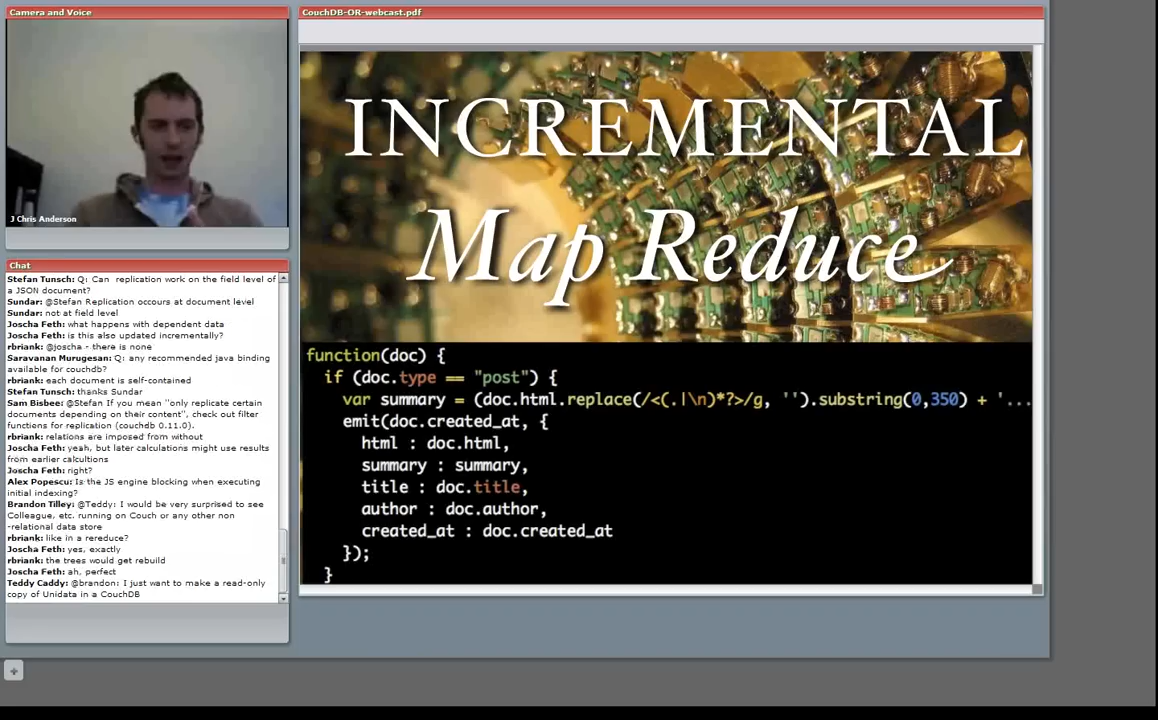 Camera and Voice
J Chris Anderson
Chat
Stefan Tunsch: Q: Can replication work on the field level of
a JSON document?
Sundar: @Stefan Replication occours at document level
Sundar: not at field level
Joscha Feth: what happens with dependent data
Joscha Feth: is this also updated incrementally?
rbriank: @joscha - there is none
Saravanan Murugesan: Q: any recommended java binding
available for couchdb?
rbriank: each document is self-contained
Stefan Tunsch: thanks Sundar
Sam Bisbee: @Stefan If you mean "only replicate certain
documents depending on their content", check out filter
functions for replication (couchdb 0.11.0).
rbriank: relations are imposed from without
Joscha Feth: yeah, but later calculations might use results
from earlier calcultions
Joscha Feth: right?
Alex Popescu: Is the JS engine blocking when executing
initial indexing?
Brandon Tilley: @Teddy: I would be very surprised to see
Colleague, etc. running on Couch or any other non
-relational data store
rbriank: like in a rereduce?
Joscha Feth: yes, exactly
rbriank: the trees would get rebuild
Joscha Feth: ah, perfect
Teddy Caddy: @brandon: I just want to make a read-only
copy of Unidata in a CouchDB
CouchDB-OR-webcast.pdf
INCREMENTAL
Map Reduce
function(doc) {
if (doc.type == "post") {
var summary = (doc.html.replace(/<(.|\n)*?>/g, '').substring(0,350) + '...
emit(doc.created_at, {
html : doc.html,
summary : summary,
title : doc.title,
author : doc.author,
created_at : doc.created_at
});
}